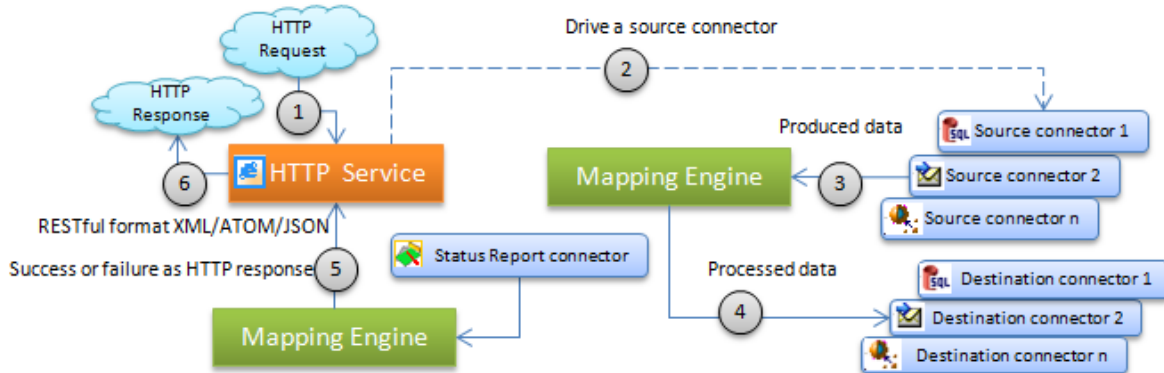 HTTP
Request
Drive a source connector
2
HTTP
Response
1
Produced data
SQL Source connector 1
6
HTTP Service
Mapping Engine
3
Source connector 2
RESTful format XML/ATOM/JSON
Source connector n
Success or failure as HTTP response
5
Status Report connector
Processed data
SQL Destination connector 1
4
Destination connector 2
Mapping Engine
Destination connector n